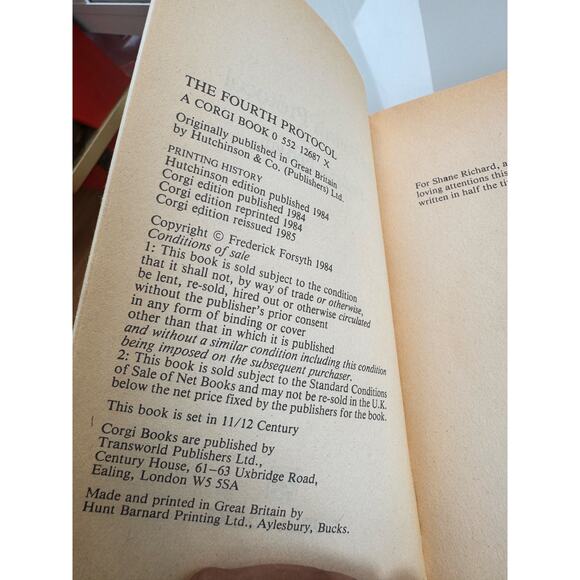 THE FOURTH PROTOCOL
A CORGI BOOK 0 552 12687 X
Originally published in Great Britain
by Hutchinson & Co. (Publishers) Ltd.
PRINTING HISTORY
Hutchinson edition published 1984
Corgi edition published 1984
Corgi edition reprinted 1984
Corgi edition reissued 1985
Copyright © Frederick Forsyth 1984
Conditions of sale
1: This book is sold subject to the condition
that it shall not, by way of trade or otherwise,
be lent, re-sold, hired out or otherwise circulated
without the publisher's prior consent
in any form of binding or cover
other than that in which it is published
and without a similar condition including this condition
being imposed on the subsequent purchaser.
2: This book is sold subject to the Standard Conditions
of Sale of Net Books and may not be re-sold in the U.K.
below the net price fixed by the publishers for the book.
This book is set in 11/12 Century
Corgi Books are published by
Transworld Publishers Ltd.,
Century House, 61–63 Uxbridge Road,
Ealing, London W5 5SA
Made and printed in Great Britain by
Hunt Barnard Printing Ltd., Aylesbury, Bucks.
For Shane Richard, a
loving attentions this
written in half the ti